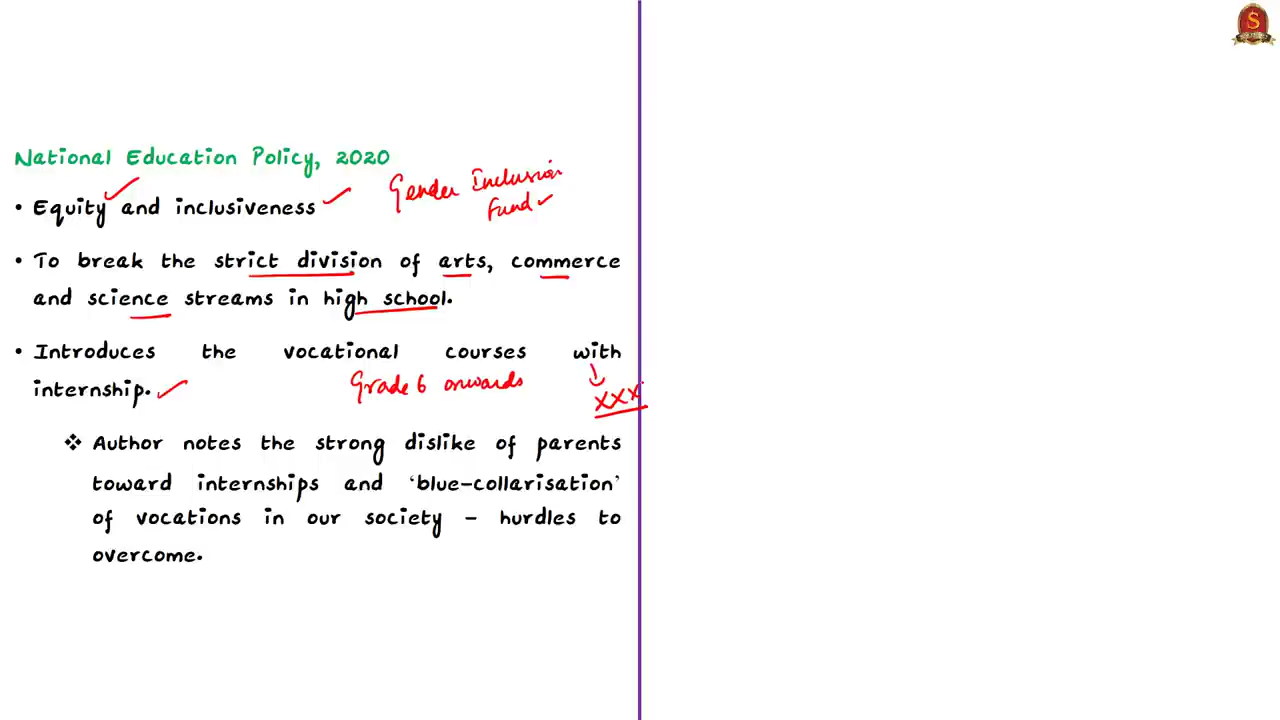 National Education Policy, 2020
Gender Inclusion
Fund
• Equity and inclusiveness
• To break the strict division of arts, commerce
and science streams in high school.
• Introduces the vocational courses with
internship.
Grade 6 onwards
XXX
❖ Author notes the strong dislike of parents
toward internships and ‘blue-collarisation’
of vocations in our society – hurdles to
overcome.
S